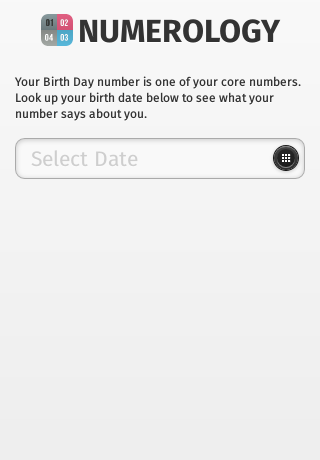 01 02
04 03
NUMEROLOGY
Your Birth Day number is one of your core numbers.
Look up your birth date below to see what your
number says about you.
Select Date